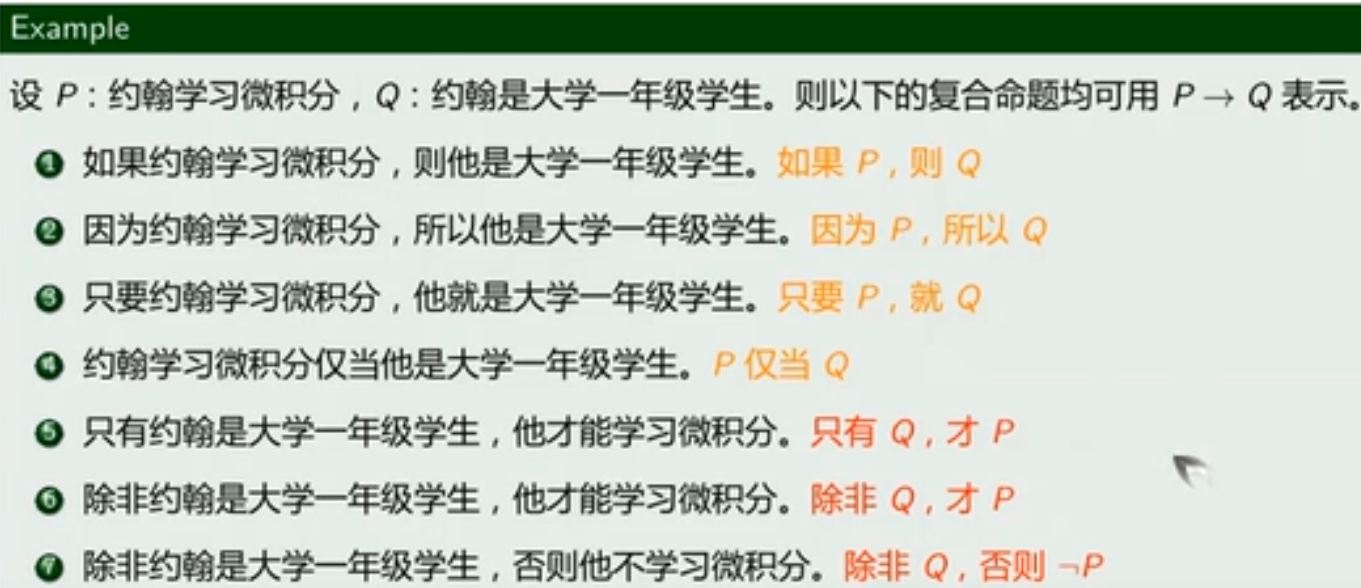 Example
设 P : 约翰学习微积分 , Q : 约翰是大学一年级学生。则以下的复合命题均可用 P → Q 表示。
1 如果约翰学习微积分 , 则他是大学一年级学生。如果 P , 则 Q
2 因为约翰学习微积分 , 所以他是大学一年级学生。因为 P , 所以 Q
3 只要约翰学习微积分 , 他就是大学一年级学生。只要 P , 就 Q
4 约翰学习微积分仅当他是大学一年级学生。P 仅当 Q
5 只有约翰是大学一年级学生 , 他才能学习微积分。只有 Q , 才 P
6 除非约翰是大学一年级学生 , 他才能学习微积分。除非 Q , 才 P
7 除非约翰是大学一年级学生 , 否则他不学习微积分。除非 Q , 否则 ¬P